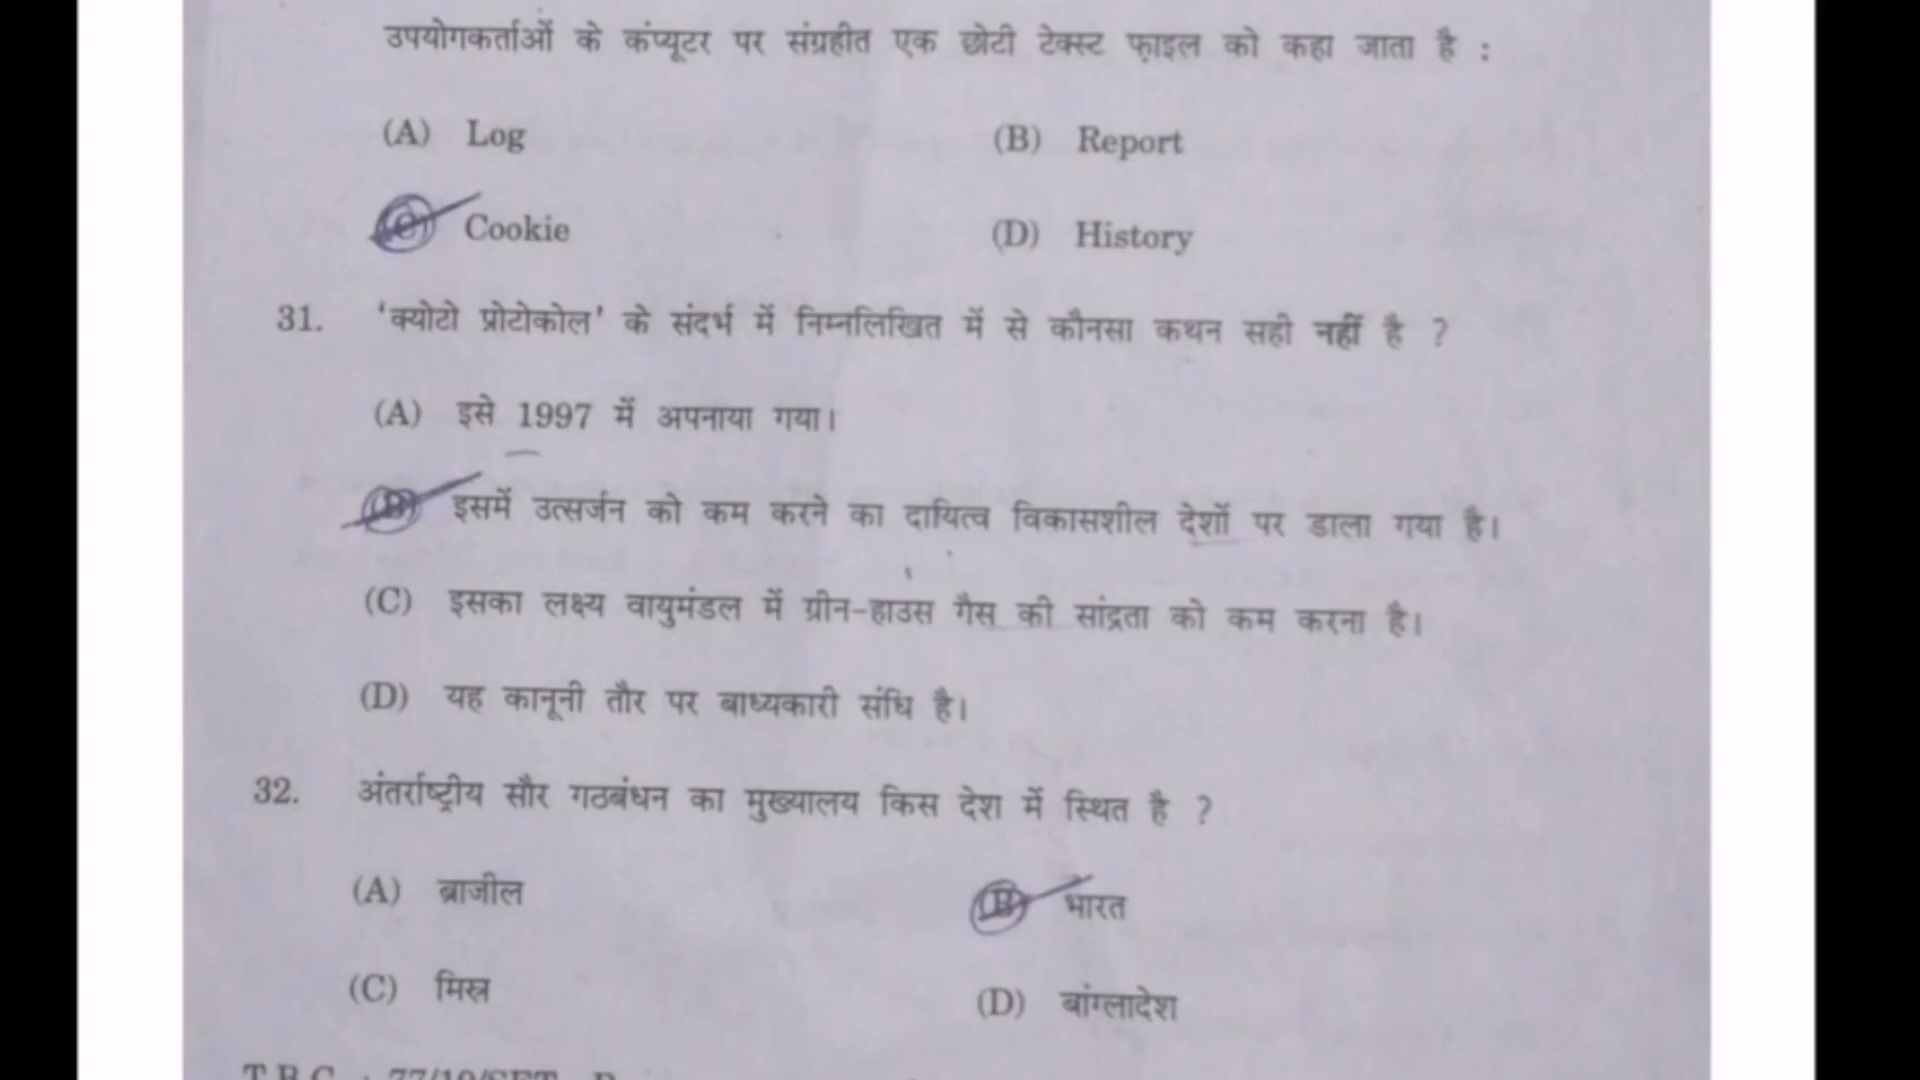 उपयोगकर्ताओं के कंप्यूटर पर संग्रहीत एक छोटी टेक्स्ट फ़ाइल को कहा जाता है :
(A) Log (B) Report
(C) Cookie (D) History
31. 'क्योटो प्रोटोकोल' के संदर्भ में निम्नलिखित में से कौनसा कथन सही नहीं है ?
(A) इसे 1997 में अपनाया गया।
(B) इसमें उत्सर्जन को कम करने का दायित्व विकासशील देशों पर डाला गया है।
(C) इसका लक्ष्य वायुमंडल में ग्रीन-हाउस गैस की सांद्रता को कम करना है।
(D) यह कानूनी तौर पर बाध्यकारी संधि है।
32. अंतर्राष्ट्रीय सौर गठबंधन का मुख्यालय किस देश में स्थित है ?
(A) ब्राजील (B) भारत
(C) मिस्र (D) बांग्लादेश